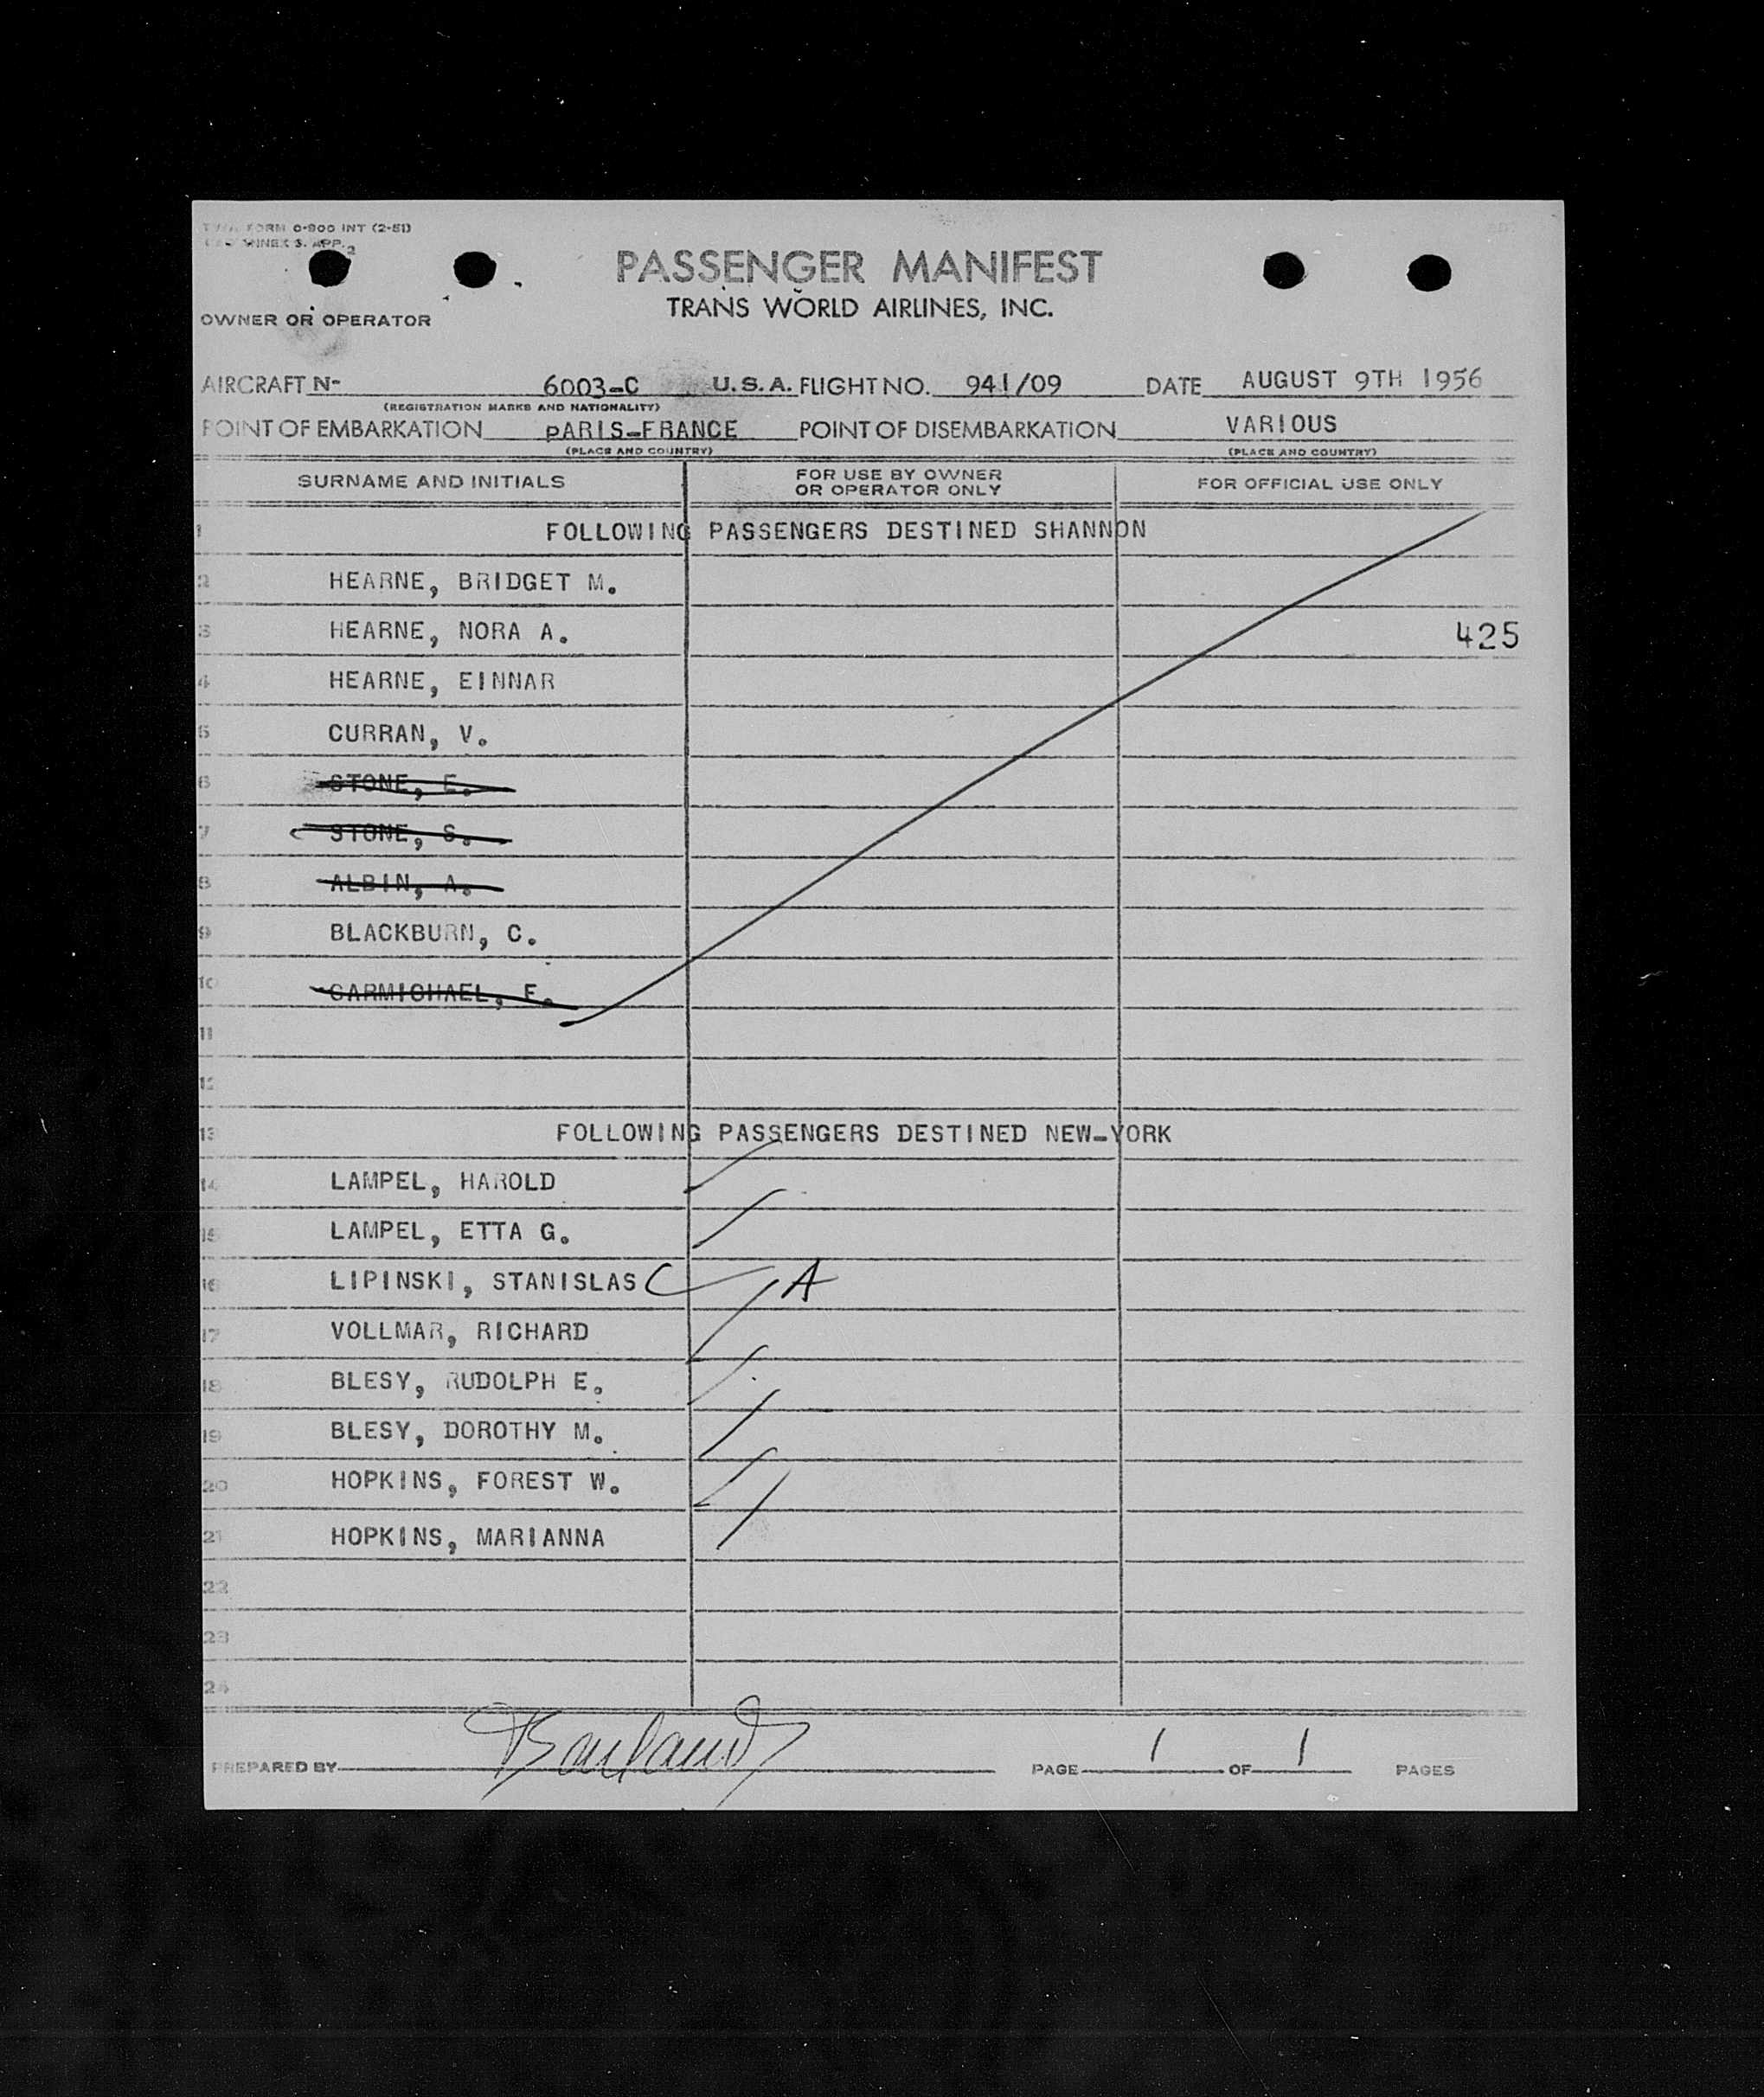 TWA FORM O-800 INT (2-51)
PASSENGER MANIFEST
TRANS WORLD AIRLINES, INC.
OWNER OR OPERATOR
AIRCRAFT N- 6003-C U.S.A. FLIGHT NO. 941/09 DATE AUGUST 9TH 1956
(REGISTRATION MARKS AND NATIONALITY)
POINT OF EMBARKATION PARIS-FRANCE POINT OF DISEMBARKATION VARIOUS
(PLACE AND COUNTRY) (PLACE AND COUNTRY)
SURNAME AND INITIALS FOR USE BY OWNER OR OPERATOR ONLY FOR OFFICIAL USE ONLY
1 FOLLOWING PASSENGERS DESTINED SHANNON
2 HEARNE, BRIDGET M.
3 HEARNE, NORA A. 425
4 HEARNE, EINNAR
5 CURRAN, V.
6 STONE, E.
7 STONE, S.
8 ALBIN, A.
9 BLACKBURN, C.
10 CARMICHAEL, F.
11
12
13 FOLLOWING PASSENGERS DESTINED NEW-YORK
14 LAMPEL, HAROLD
15 LAMPEL, ETTA G.
16 LIPINSKI, STANISLAS C A
17 VOLLMAR, RICHARD
18 BLESY, RUDOLPH E.
19 BLESY, DOROTHY M.
20 HOPKINS, FOREST W.
21 HOPKINS, MARIANNA
22
23
24
PREPARED BY PAGE 1 OF 1 PAGES